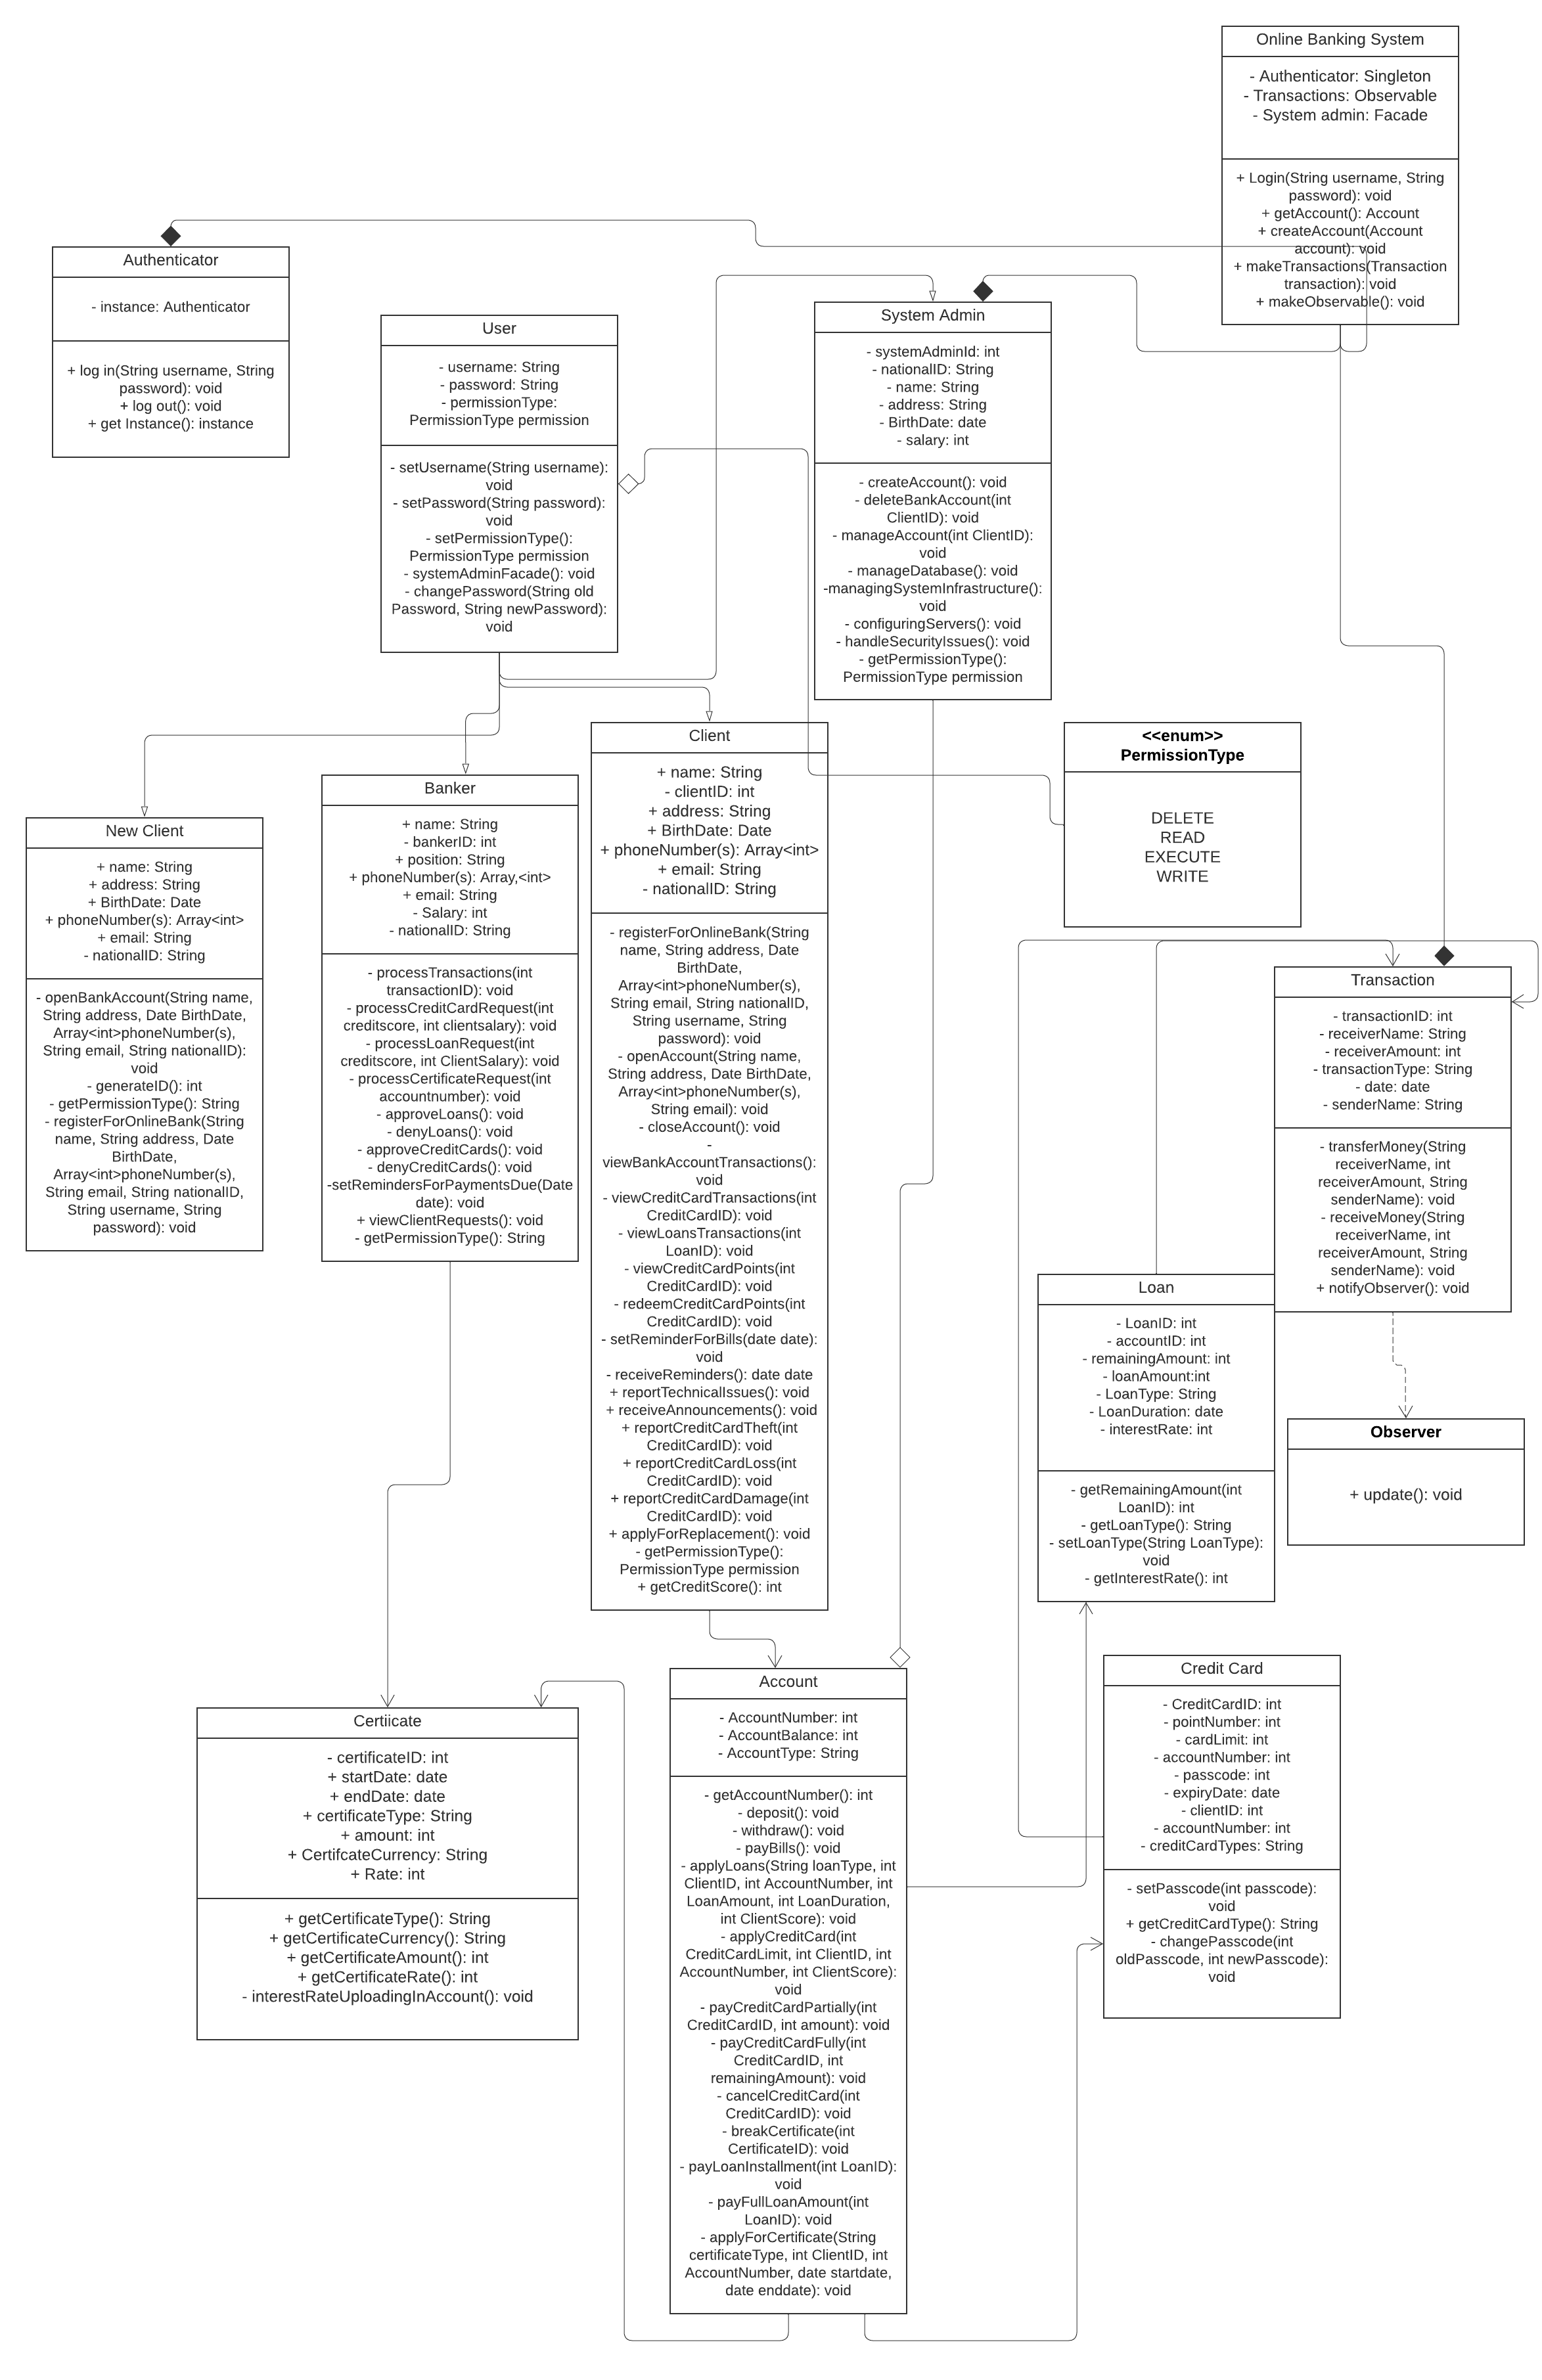 Online Banking System
- Authenticator: Singleton
- Transactions: Observable
- System admin: Facade
+ Login(String username, String
password): void
+ getAccount(): Account
+ createAccount(Account
account): void
+ makeTransactions(Transaction
transaction): void
+ makeObservable(): void
Authenticator
- instance: Authenticator
+ log in(String username, String
password): void
+ log out(): void
+ get Instance(): instance
User
- username: String
- password: String
- permissionType:
PermissionType permission
- setUsername(String username):
void
- setPassword(String password):
void
- setPermissionType():
PermissionType permission
- systemAdminFacade(): void
- changePassword(String old
Password, String newPassword):
void
System Admin
- systemAdminId: int
- nationalID: String
- name: String
- address: String
- BirthDate: date
- salary: int
- createAccount(): void
- deleteBankAccount(int
ClientID): void
- manageAccount(int ClientID):
void
- manageDatabase(): void
-managingSystemInfrastructure():
void
- configuringServers(): void
- handleSecurityIssues(): void
- getPermissionType():
PermissionType permission
<<enum>>
PermissionType
DELETE
READ
EXECUTE
WRITE
New Client
+ name: String
+ address: String
+ BirthDate: Date
+ phoneNumber(s): Array<int>
+ email: String
- nationalID: String
- openBankAccount(String name,
String address, Date BirthDate,
Array<int>phoneNumber(s),
String email, String nationalID):
void
- generateID(): int
- getPermissionType(): String
- registerForOnlineBank(String
name, String address, Date
BirthDate,
Array<int>phoneNumber(s),
String email, String nationalID,
String username, String
password): void
Banker
+ name: String
- bankerID: int
+ position: String
+ phoneNumber(s): Array,<int>
+ email: String
- Salary: int
- nationalID: String
- processTransactions(int
transactionID): void
- processCreditCardRequest(int
creditscore, int clientsalary): void
- processLoanRequest(int
creditscore, int ClientSalary): void
- processCertificateRequest(int
accountnumber): void
- approveLoans(): void
- denyLoans(): void
- approveCreditCards(): void
- denyCreditCards(): void
-setRemindersForPaymentsDue(Date
date): void
+ viewClientRequests(): void
- getPermissionType(): String
Client
+ name: String
- clientID: int
+ address: String
+ BirthDate: Date
+ phoneNumber(s): Array<int>
+ email: String
- nationalID: String
- registerForOnlineBank(String
name, String address, Date
BirthDate,
Array<int>phoneNumber(s),
String email, String nationalID,
String username, String
password): void
- openAccount(String name,
String address, Date BirthDate,
Array<int>phoneNumber(s),
String email): void
- closeAccount(): void
-
viewBankAccountTransactions():
void
- viewCreditCardTransactions(int
CreditCardID): void
- viewLoansTransactions(int
LoanID): void
- viewCreditCardPoints(int
CreditCardID): void
- redeemCreditCardPoints(int
CreditCardID): void
- setReminderForBills(date date):
void
- receiveReminders(): date date
+ reportTechnicalIssues(): void
+ receiveAnnouncements(): void
+ reportCreditCardTheft(int
CreditCardID): void
+ reportCreditCardLoss(int
CreditCardID): void
+ reportCreditCardDamage(int
CreditCardID): void
+ applyForReplacement(): void
- getPermissionType():
PermissionType permission
+ getCreditScore(): int
Transaction
- transactionID: int
- receiverName: String
- receiverAmount: int
- transactionType: String
- date: date
- senderName: String
- transferMoney(String
receiverName, int
receiverAmount, String
senderName): void
- receiveMoney(String
receiverName, int
receiverAmount, String
senderName): void
+ notifyObserver(): void
Loan
- LoanID: int
- accountID: int
- remainingAmount: int
- loanAmount:int
- LoanType: String
- LoanDuration: date
- interestRate: int
- getRemainingAmount(int
LoanID): int
- getLoanType(): String
- setLoanType(String LoanType):
void
- getInterestRate(): int
Observer
+ update(): void
Certiicate
- certificateID: int
+ startDate: date
+ endDate: date
+ certificateType: String
+ amount: int
+ CertifcateCurrency: String
+ Rate: int
+ getCertificateType(): String
+ getCertificateCurrency(): String
+ getCertificateAmount(): int
+ getCertificateRate(): int
- interestRateUploadingInAccount(): void
Account
- AccountNumber: int
- AccountBalance: int
- AccountType: String
- getAccountNumber(): int
- deposit(): void
- withdraw(): void
- payBills(): void
- applyLoans(String loanType, int
ClientID, int AccountNumber, int
LoanAmount, int LoanDuration,
int ClientScore): void
- applyCreditCard(int
CreditCardLimit, int ClientID, int
AccountNumber, int ClientScore):
void
- payCreditCardPartially(int
CreditCardID, int amount): void
- payCreditCardFully(int
CreditCardID, int
remainingAmount): void
- cancelCreditCard(int
CreditCardID): void
- breakCertificate(int
CertificateID): void
- payLoanInstallment(int LoanID):
void
- payFullLoanAmount(int
LoanID): void
- applyForCertificate(String
certificateType, int ClientID, int
AccountNumber, date startdate,
date enddate): void
Credit Card
- CreditCardID: int
- pointNumber: int
- cardLimit: int
- accountNumber: int
- passcode: int
- expiryDate: date
- clientID: int
- accountNumber: int
- creditCardTypes: String
- setPasscode(int passcode):
void
+ getCreditCardType(): String
- changePasscode(int
oldPasscode, int newPasscode):
void